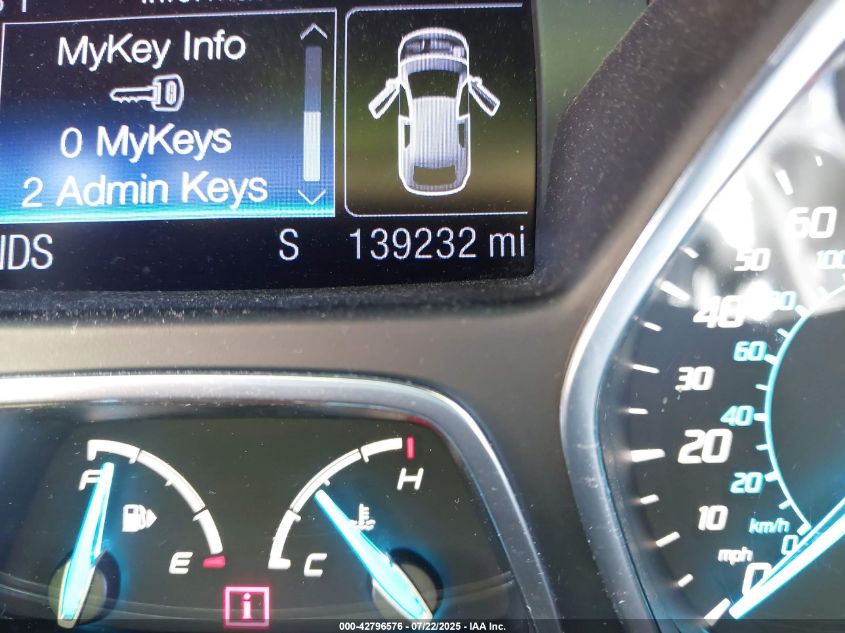 MyKey Info
0 MyKeys
2 Admin Keys
S 139232 mi
60
50 100
40 80
60
30
40
20
20
10 km/h
mph 0
0
F H
E C
i
000-42796576 - 07/22/2025 - IAA Inc.